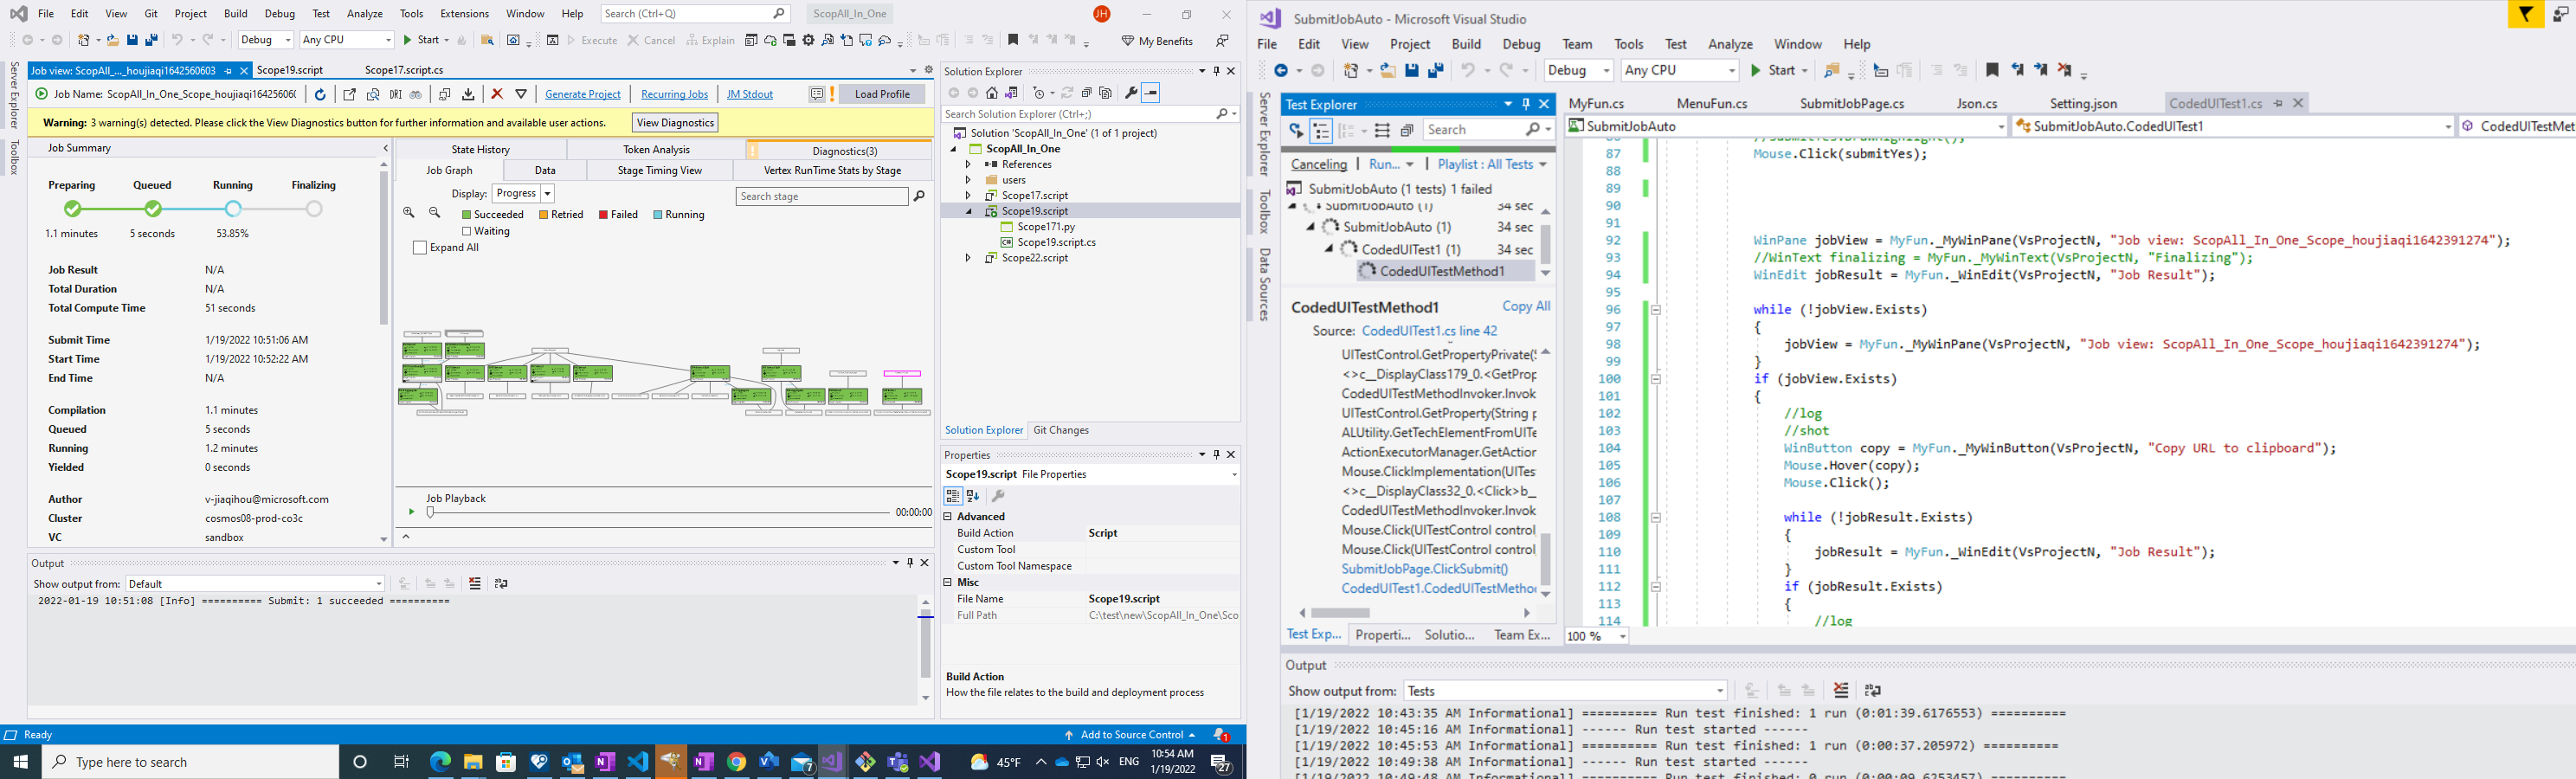 File Edit View Git Project Build Debug Test Analyze Tools Extensions Window Help Search (Ctrl+Q) ScopAll_In_One JH
Debug Any CPU Start Execute Cancel Explain My Benefits
Server Explorer
Toolbox
Job view: ScopAll_..._houjiaqi1642560603 Scope19.script Scope17.script.cs
Job Name: ScopAll_In_One_Scope_houjiaqi16425606 DRI Generate Project Recurring Jobs JM Stdout Load Profile
Warning: 3 warning(s) detected. Please click the View Diagnostics button for further information and available user actions. View Diagnostics
Job Summary
Preparing Queued Running Finalizing
1.1 minutes 5 seconds 53.85%
Job Result N/A
Total Duration N/A
Total Compute Time 51 seconds
Submit Time 1/19/2022 10:51:06 AM
Start Time 1/19/2022 10:52:22 AM
End Time N/A
Compilation 1.1 minutes
Queued 5 seconds
Running 1.2 minutes
Yielded 0 seconds
Author v-jiaqihou@microsoft.com
Cluster cosmos08-prod-co3c
VC sandbox
State History Token Analysis Diagnostics(3)
Job Graph Data Stage Timing View Vertex RunTime Stats by Stage
Display: Progress Search stage
Succeeded Retried Failed Running
Waiting
Expand All
Job Playback
00:00:00
Output
Show output from: Default
2022-01-19 10:51:08 [Info] ========== Submit: 1 succeeded ==========
Solution Explorer
Search Solution Explorer (Ctrl+;)
Solution 'ScopAll_In_One' (1 of 1 project)
ScopAll_In_One
References
users
Scope17.script
Scope19.script
Scope171.py
Scope19.script.cs
Scope22.script
Solution Explorer Git Changes
Properties
Scope19.script File Properties
Advanced
Build Action Script
Custom Tool
Custom Tool Namespace
Misc
File Name Scope19.script
Full Path C:\test\new\ScopAll_In_One\Sco
Build Action
How the file relates to the build and deployment process
Ready Add to Source Control 1
Type here to search 7 45°F ENG 10:54 AM 1/19/2022 27
SubmitJobAuto - Microsoft Visual Studio
File Edit View Project Build Debug Team Tools Test Analyze Window Help
Debug Any CPU Start
Server Explorer
Toolbox
Data Sources
Test Explorer
Search
Canceling Run... Playlist : All Tests
SubmitJobAuto (1 tests) 1 failed
SubmitJobAuto (1) 34 sec
SubmitJobAuto (1) 34 sec
CodedUITest1 (1) 34 sec
CodedUITestMethod1
CodedUITestMethod1 Copy All
Source: CodedUITest1.cs line 42
UITestControl.GetPropertyPrivate(S
<>c__DisplayClass179_0.<GetProp
CodedUITestMethodInvoker.Invok
UITestControl.GetProperty(String p
ALUtility.GetTechElementFromUITe
ActionExecutorManager.GetAction
Mouse.ClickImplementation(UITes
<>c__DisplayClass32_0.<Click>b__
CodedUITestMethodInvoker.Invok
Mouse.Click(UITestControl control
Mouse.Click(UITestControl control
SubmitJobPage.ClickSubmit()
CodedUITest1.CodedUITestMetho
Test Exp... Properti... Solutio... Team Ex...
MyFun.cs MenuFun.cs SubmitJobPage.cs Json.cs Setting.json CodedUITest1.cs
SubmitJobAuto SubmitJobAuto.CodedUITest1 CodedUITestMet
87 Mouse.Click(submitYes);
88
89
90
91
92 WinPane jobView = MyFun._MyWinPane(VsProjectN, "Job view: ScopAll_In_One_Scope_houjiaqi1642391274");
93 //WinText finalizing = MyFun._MyWinText(VsProjectN, "Finalizing");
94 WinEdit jobResult = MyFun._WinEdit(VsProjectN, "Job Result");
95
96 while (!jobView.Exists)
97 {
98 jobView = MyFun._MyWinPane(VsProjectN, "Job view: ScopAll_In_One_Scope_houjiaqi1642391274");
99 }
100 if (jobView.Exists)
101 {
102 //log
103 //shot
104 WinButton copy = MyFun._MyWinButton(VsProjectN, "Copy URL to clipboard");
105 Mouse.Hover(copy);
106 Mouse.Click();
107
108 while (!jobResult.Exists)
109 {
110 jobResult = MyFun._WinEdit(VsProjectN, "Job Result");
111 }
112 if (jobResult.Exists)
113 {
114 //log
100 %
Output
Show output from: Tests
[1/19/2022 10:43:35 AM Informational] ========== Run test finished: 1 run (0:01:39.6176553) ==========
[1/19/2022 10:45:16 AM Informational] ------ Run test started ------
[1/19/2022 10:45:53 AM Informational] ========== Run test finished: 1 run (0:00:37.205972) ==========
[1/19/2022 10:49:38 AM Informational] ------ Run test started ------
[1/19/2022 10:49:48 AM Informational] ========== Run test finished: 0 run (0:00:09.6253457) ==========